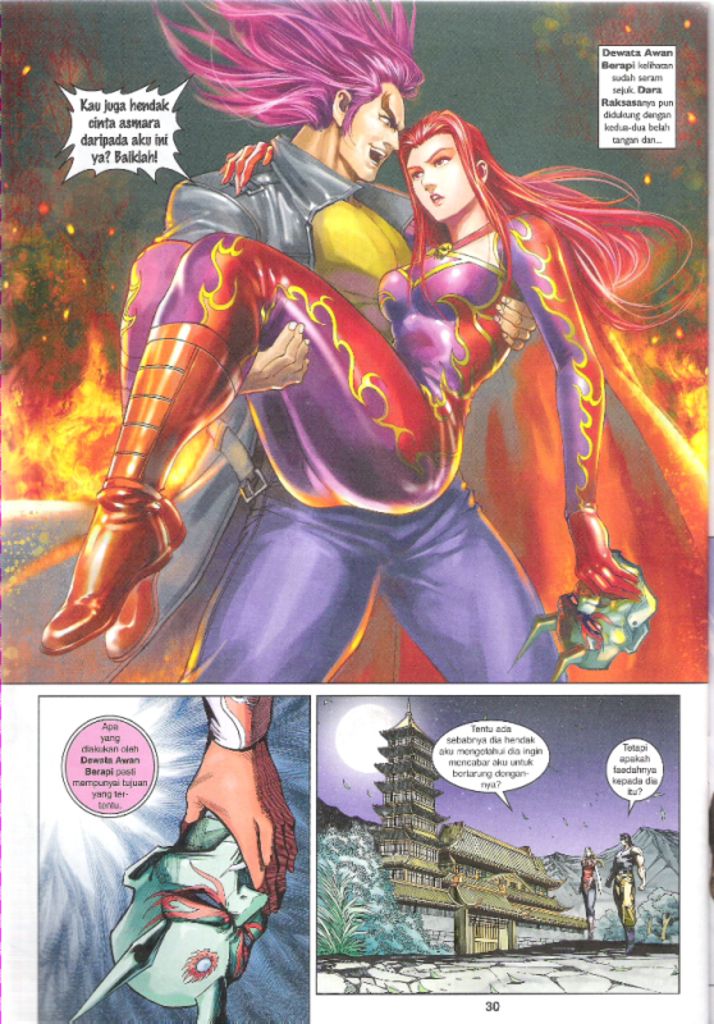 Kau juga hendak
cinta asmara
daripada aku ini
ya? Baiklah!
Dewata Awan
Berapi kelihatan
sudah seram
sejuk. Dara
Raksasanya pun
didukung dengan
kedua-dua belah
tangan dan...
Apa
yang
dilakukan oleh
Dewata Awan
Berapi pasti
mempunyai tujuan
yang ter-
tentu.
Tentu ada
sebabnya dia hendak
aku mengetahui dia ingin
mencabar aku untuk
bertarung dengan-
nya?
Tetapi
apakah
faedahnya
kepada dia
itu?
30